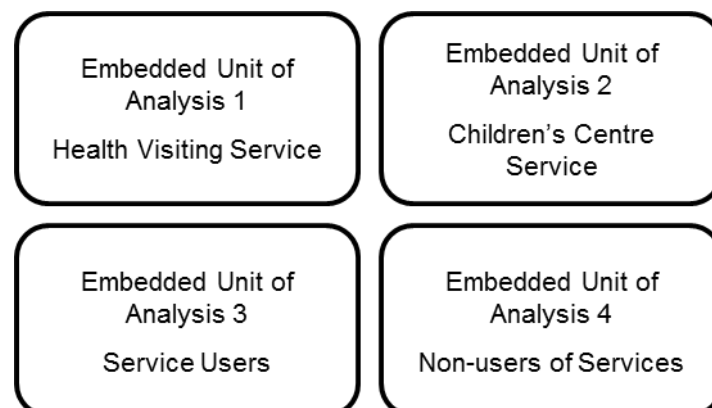 Embedded Unit of
Analysis 1
Health Visiting Service
Embedded Unit of
Analysis 2
Children’s Centre
Service
Embedded Unit of
Analysis 3
Service Users
Embedded Unit of
Analysis 4
Non-users of Services